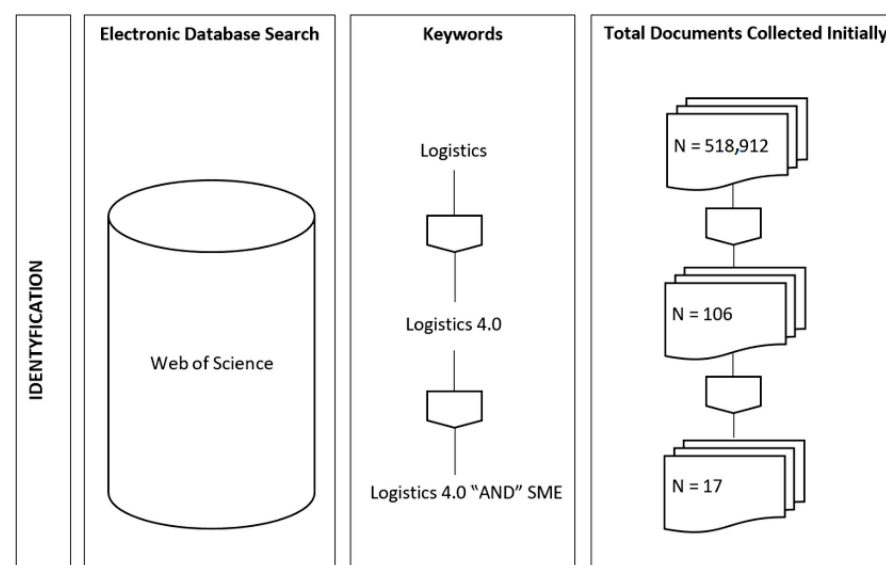 IDENTYFICATION
Electronic Database Search
Web of Science
Keywords
Logistics
Logistics 4.0
Logistics 4.0 “AND” SME
Total Documents Collected Initially
N = 518,912
N = 106
N = 17